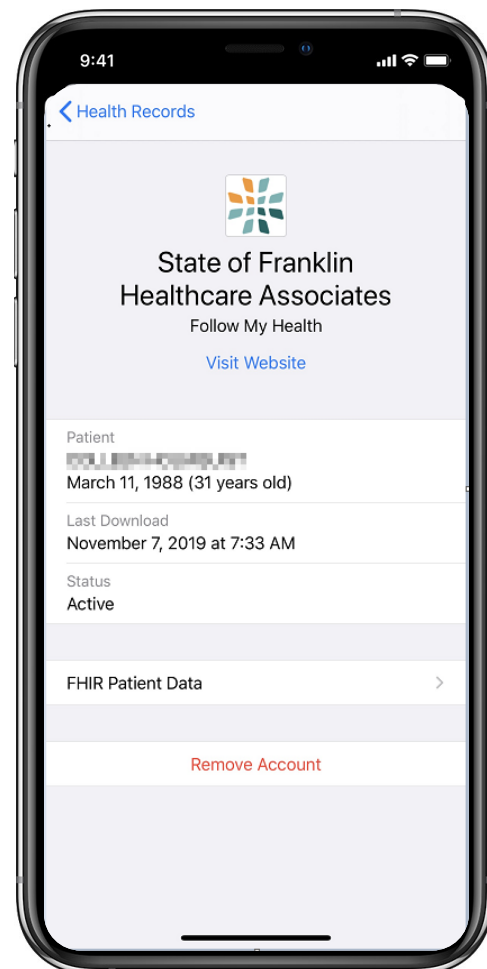 9:41
Health Records
State of Franklin
Healthcare Associates
Follow My Health
Visit Website
Patient
March 11, 1988 (31 years old)
Last Download
November 7, 2019 at 7:33 AM
Status
Active
FHIR Patient Data
Remove Account